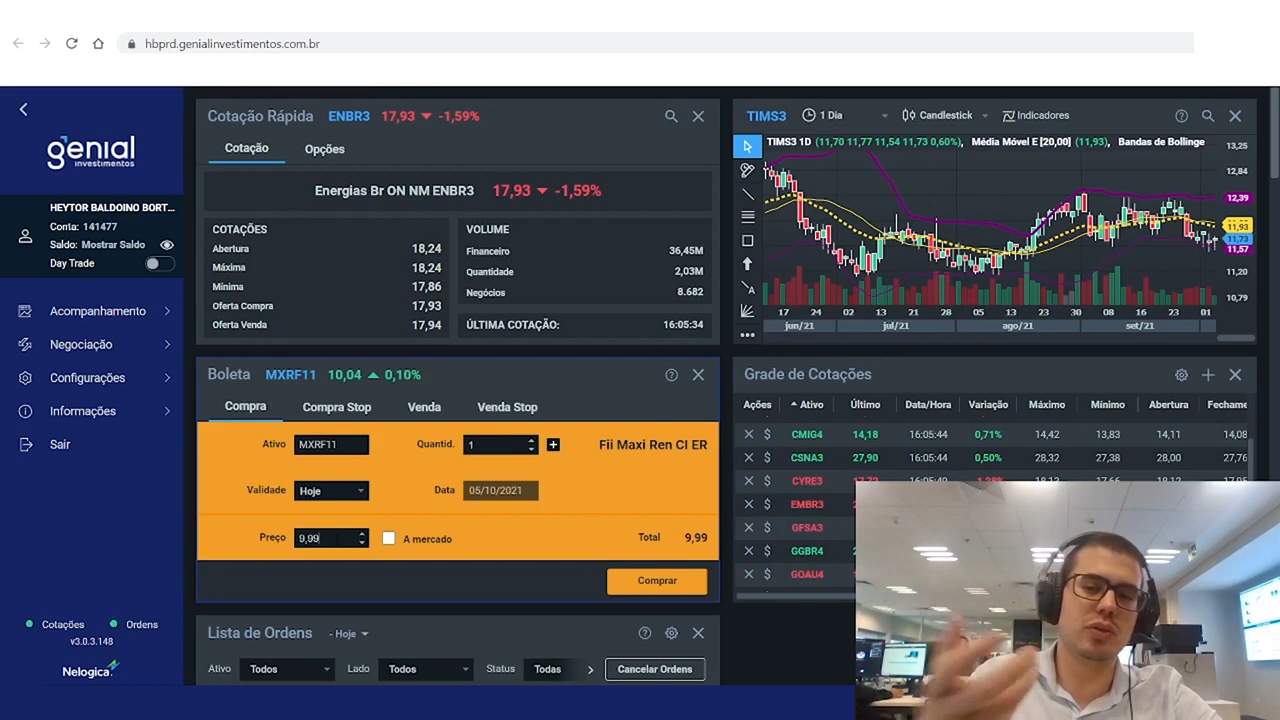 hbprd.genialinvestimentos.com.br
genial
investimentos
HEYTOR BALDOINO BORT...
Conta: 141477
Saldo: Mostrar Saldo
Day Trade
Acompanhamento
Negociação
Configurações
Informações
Sair
Cotações
Ordens
v3.0.3.148
Nelogica
Cotação Rápida ENBR3 17,93 -1,59%
Cotação Opções
Energias Br ON NM ENBR3 17,93 -1,59%
COTAÇÕES
Abertura 18,24
Máxima 18,24
Mínima 17,86
Oferta Compra 17,93
Oferta Venda 17,94
VOLUME
Financeiro 36,45M
Quantidade 2,03M
Negócios 8.682
ÚLTIMA COTAÇÃO: 16:05:34
TIMS3 1 Dia Candlestick Indicadores
TIMS3 1D (11,70 11,77 11,54 11,73 0,60%), Média Móvel E [20,00] (11,93), Bandas de Bollinge
13,25
12,84
12,39
11,93
11,73
11,57
11,20
10,79
17 24 02 13 21 28 05 13 20 30 08 16 23 01
jun/21 jul/21 ago/21 set/21
Boleta MXRF11 10,04 0,10%
Compra Compra Stop Venda Venda Stop
Ativo MXRF11 Quantid. 1 Fii Maxi Ren CI ER
Validade Hoje Data 05/10/2021
Preço 9,99 A mercado Total 9,99
Comprar
Grade de Cotações
Ações Ativo Último Data/Hora Variação Máximo Mínimo Abertura Fechame
CMIG4 14,18 16:05:44 0,71% 14,42 13,83 14,11 14,08
CSNA3 27,90 16:05:44 0,50% 28,32 27,38 28,00 27,76
CYRE3
EMBR3
GFSA3
GGBR4
GOAU4
Lista de Ordens - Hoje
Ativo Todos Lado Todos Status Todas Cancelar Ordens